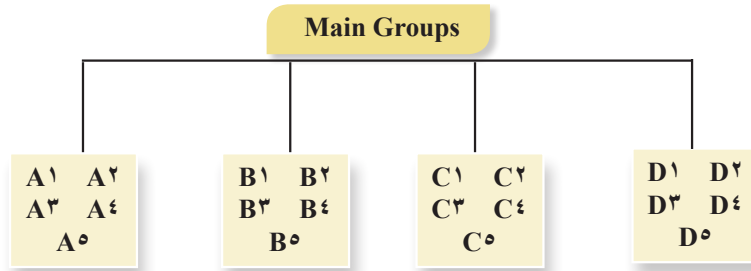 Main Groups
A١ A٢
A٣ A٤
A٥
B١ B٢
B٣ B٤
B٥
C١ C٢
C٣ C٤
C٥
D١ D٢
D٣ D٤
D٥